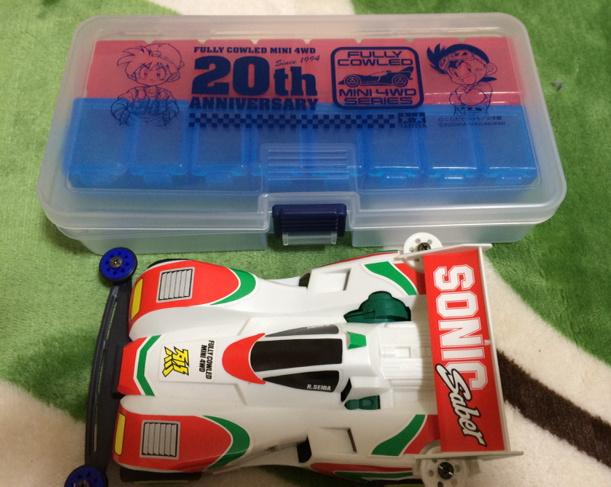 FULLY COWLED MINI 4WD
Since 1994
20th
ANNIVERSARY
FULLY
COWLED
MINI 4WD
SERIES
SONIC
Saber
FULLY COWLED
MINI 4WD
R.SEIBA